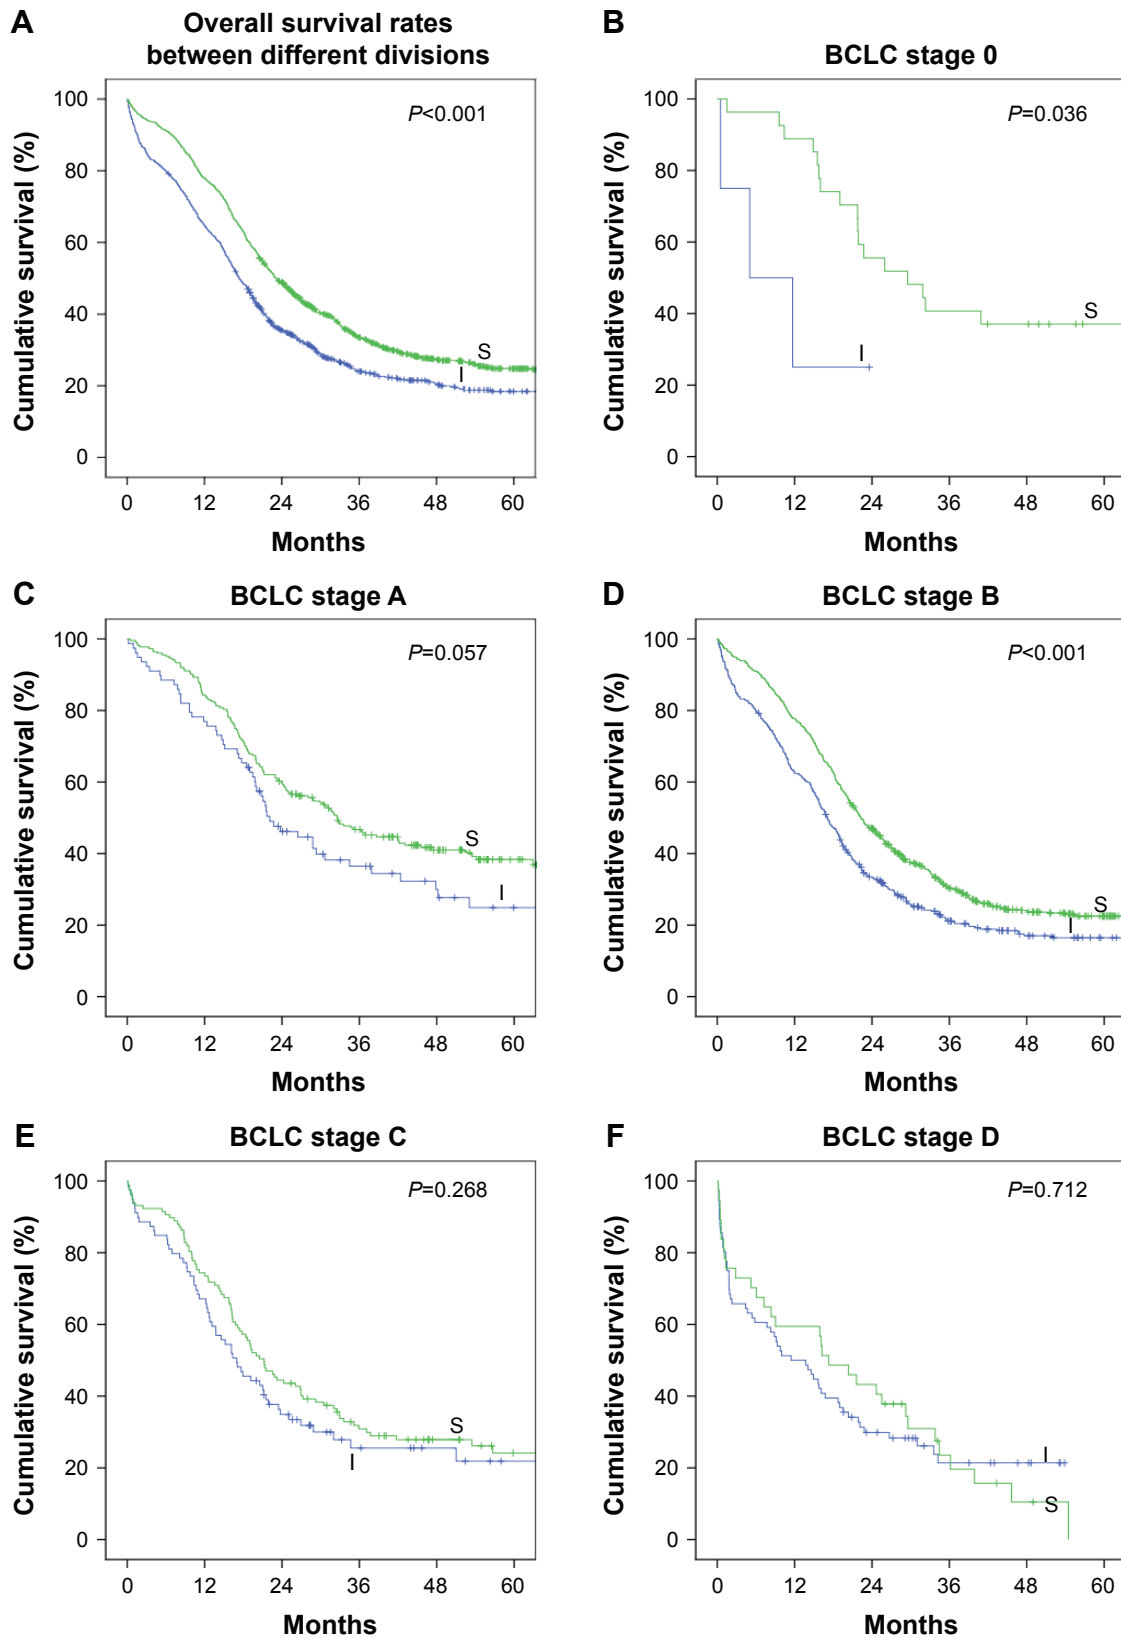 A
Overall survival rates
between different divisions
P<0.001
Cumulative survival (%)
100
80
60
40
20
0
S
I
0 12 24 36 48 60
Months
B
BCLC stage 0
P=0.036
Cumulative survival (%)
100
80
60
40
20
0
S
I
0 12 24 36 48 60
Months
C
BCLC stage A
P=0.057
Cumulative survival (%)
100
80
60
40
20
0
S
I
0 12 24 36 48 60
Months
D
BCLC stage B
P<0.001
Cumulative survival (%)
100
80
60
40
20
0
S
I
0 12 24 36 48 60
Months
E
BCLC stage C
P=0.268
Cumulative survival (%)
100
80
60
40
20
0
S
I
0 12 24 36 48 60
Months
F
BCLC stage D
P=0.712
Cumulative survival (%)
100
80
60
40
20
0
I
S
0 12 24 36 48 60
Months